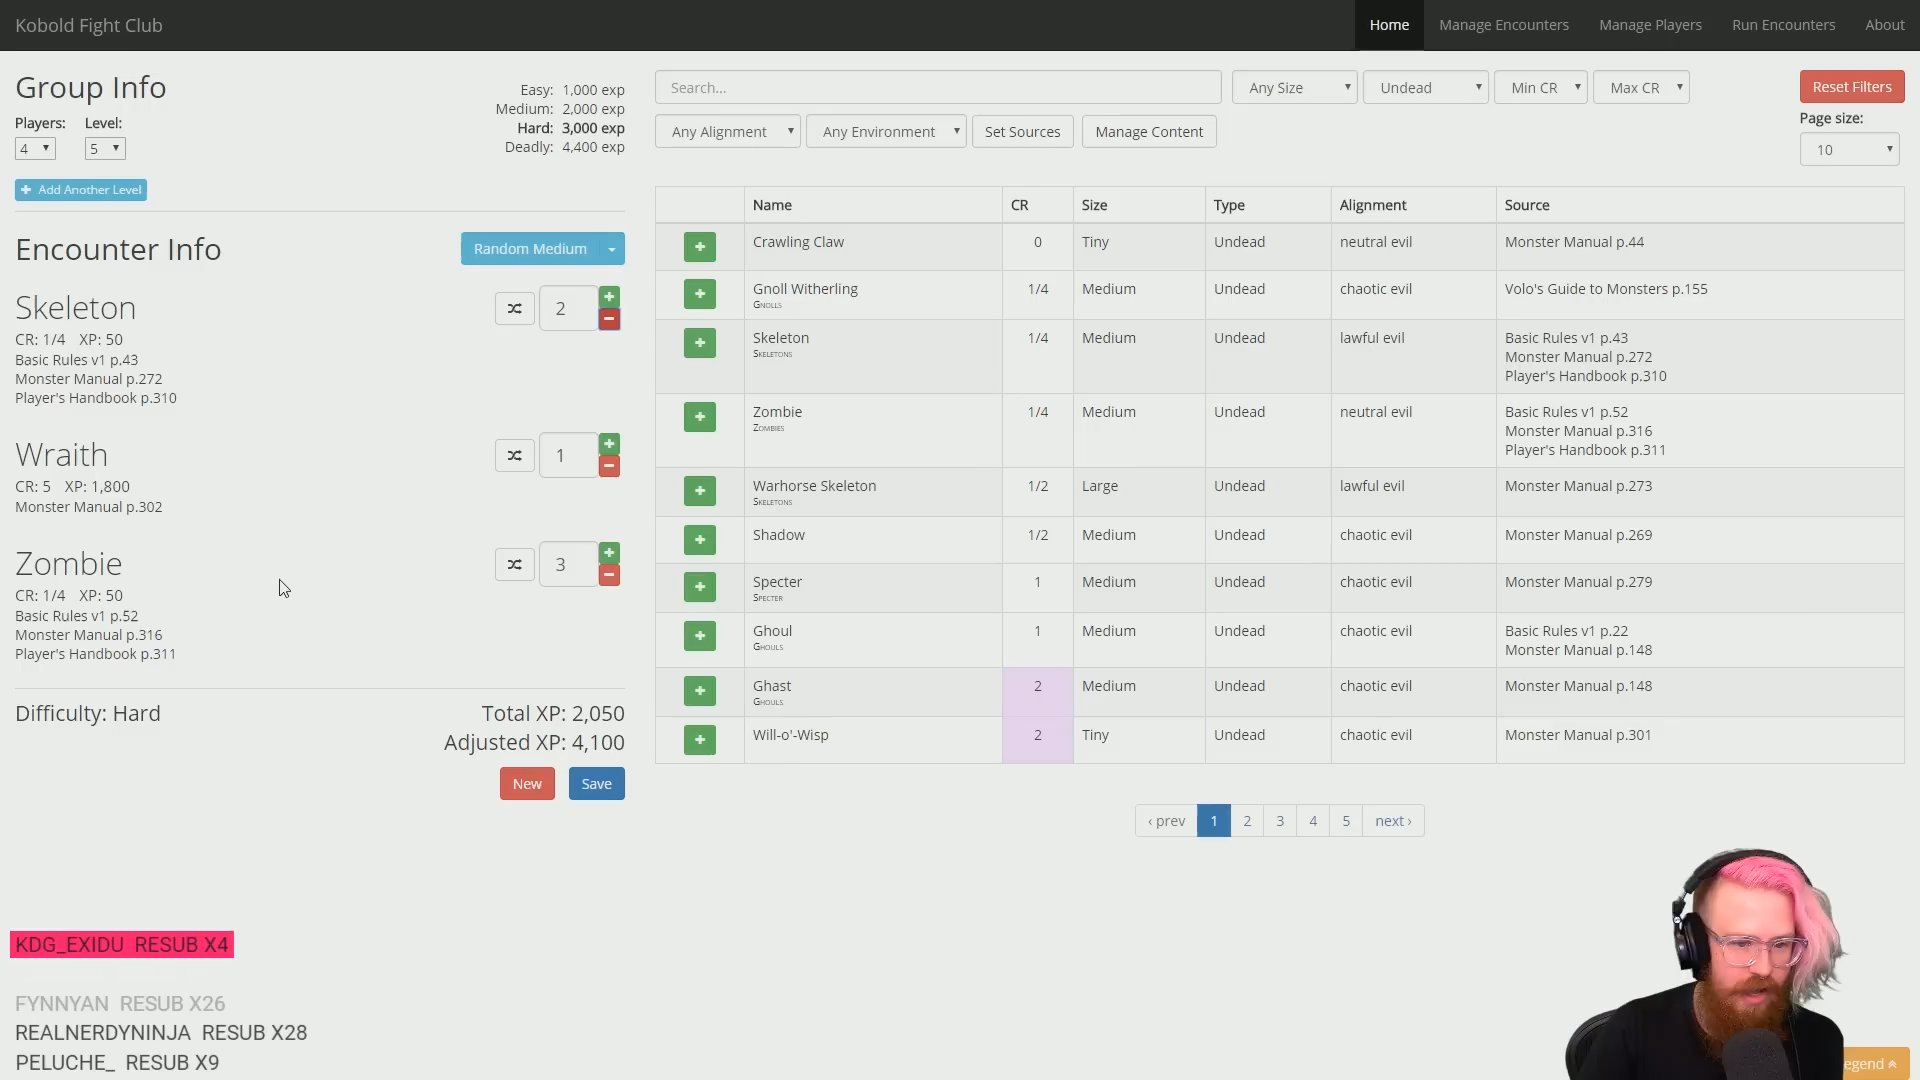 Kobold Fight Club
Home
Manage Encounters
Manage Players
Run Encounters
About
Group Info
Players:
Level:
4
5
Easy: 1,000 exp
Medium: 2,000 exp
Hard: 3,000 exp
Deadly: 4,400 exp
Add Another Level
Encounter Info
Random Medium
Skeleton
CR: 1/4 XP: 50
Basic Rules v1 p.43
Monster Manual p.272
Player's Handbook p.310
2
Wraith
CR: 5 XP: 1,800
Monster Manual p.302
1
Zombie
CR: 1/4 XP: 50
Basic Rules v1 p.52
Monster Manual p.316
Player's Handbook p.311
3
Difficulty: Hard
Total XP: 2,050
Adjusted XP: 4,100
New
Save
Search...
Any Size
Undead
Min CR
Max CR
Reset Filters
Any Alignment
Any Environment
Set Sources
Manage Content
Page size:
10
Name CR Size Type Alignment Source
Crawling Claw 0 Tiny Undead neutral evil Monster Manual p.44
Gnoll Witherling 1/4 Medium Undead chaotic evil Volo's Guide to Monsters p.155
Gnolls
Skeleton 1/4 Medium Undead lawful evil Basic Rules v1 p.43
Skeletons
Monster Manual p.272
Player's Handbook p.310
Zombie 1/4 Medium Undead neutral evil Basic Rules v1 p.52
Zombies
Monster Manual p.316
Player's Handbook p.311
Warhorse Skeleton 1/2 Large Undead lawful evil Monster Manual p.273
Skeletons
Shadow 1/2 Medium Undead chaotic evil Monster Manual p.269
Specter 1 Medium Undead chaotic evil Monster Manual p.279
Specter
Ghoul 1 Medium Undead chaotic evil Basic Rules v1 p.22
Ghouls
Monster Manual p.148
Ghast 2 Medium Undead chaotic evil Monster Manual p.148
Ghouls
Will-o'-Wisp 2 Tiny Undead chaotic evil Monster Manual p.301
‹ prev 1 2 3 4 5 next ›
KDG_EXIDU RESUB X4
FYNNYAN RESUB X26
REALNERDYNINJA RESUB X28
PELUCHE_ RESUB X9
egend